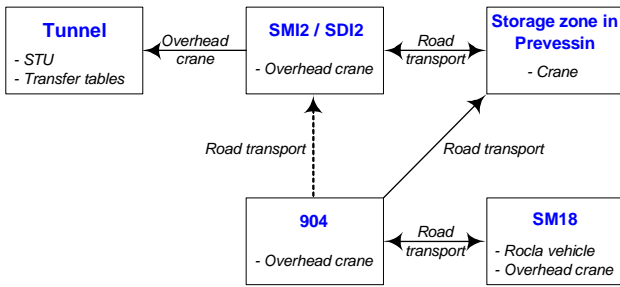 Tunnel
- STU
- Transfer tables
Overhead
crane
SMI2 / SDI2
- Overhead crane
Road
transport
Storage zone in
Prevessin
- Crane
Road transport
Road transport
904
- Overhead crane
Road
transport
SM18
- Rocla vehicle
- Overhead crane